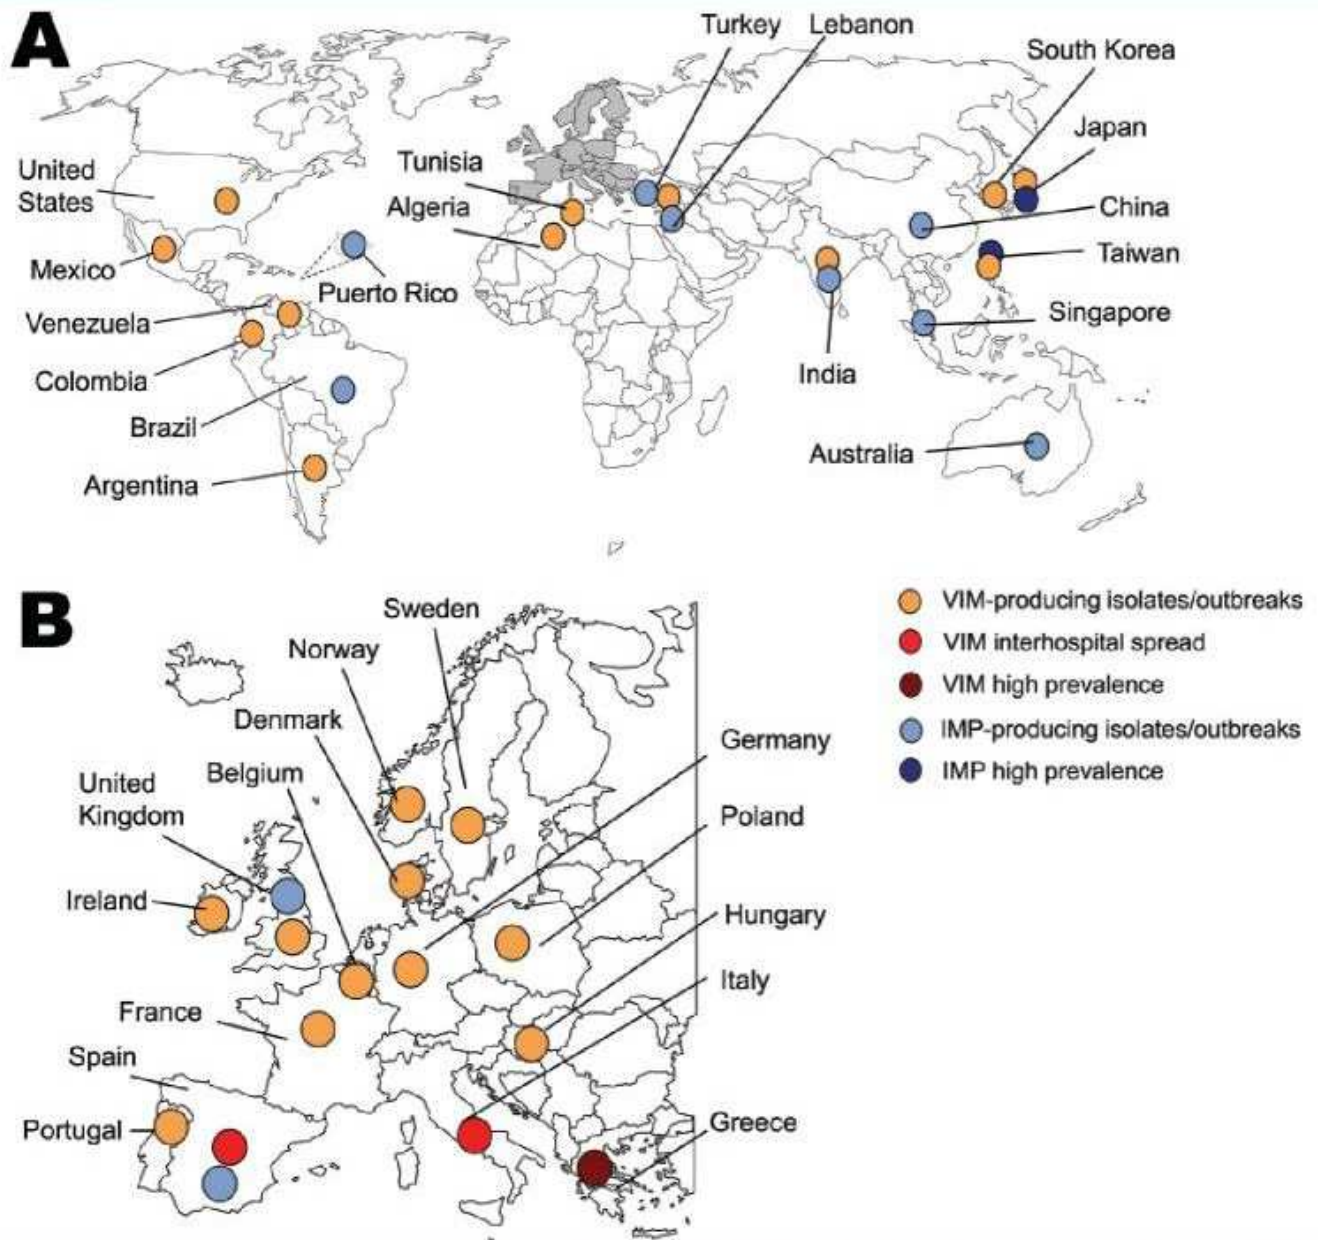 A
Turkey
Lebanon
South Korea
Japan
United
States
Tunisia
Algeria
China
Mexico
Taiwan
Puerto Rico
Venezuela
Singapore
Colombia
India
Brazil
Australia
Argentina
B
Sweden
Norway
Denmark
Belgium
United
Kingdom
Ireland
France
Spain
Portugal
Germany
Poland
Hungary
Italy
Greece
VIM-producing isolates/outbreaks
VIM interhospital spread
VIM high prevalence
IMP-producing isolates/outbreaks
IMP high prevalence